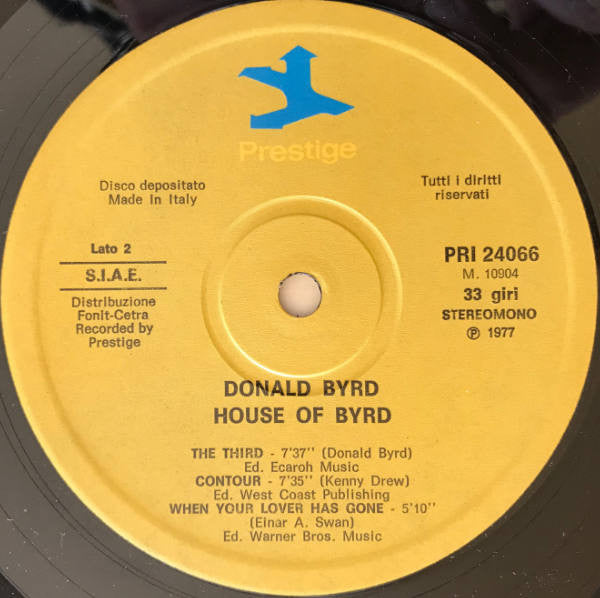 Prestige
Disco depositato
Made In Italy
Tutti i diritti
riservati
Lato 2
S.I.A.E.
Distribuzione
Fonit-Cetra
Recorded by
Prestige
PRI 24066
M. 10904
33 giri
STEREOMONO
℗ 1977
DONALD BYRD
HOUSE OF BYRD
THE THIRD - 7'37'' (Donald Byrd)
Ed. Ecaroh Music
CONTOUR - 7'35'' (Kenny Drew)
Ed. West Coast Publishing
WHEN YOUR LOVER HAS GONE - 5'10''
(Einar A. Swan)
Ed. Warner Bros. Music